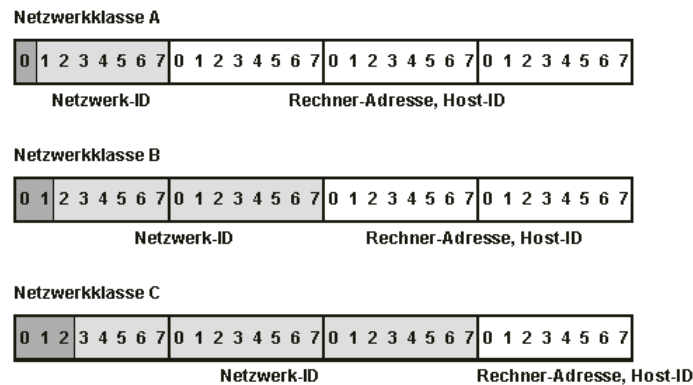 Netzwerkklasse A
0 1 2 3 4 5 6 7 0 1 2 3 4 5 6 7 0 1 2 3 4 5 6 7 0 1 2 3 4 5 6 7
Netzwerk-ID Rechner-Adresse, Host-ID
Netzwerkklasse B
0 1 2 3 4 5 6 7 0 1 2 3 4 5 6 7 0 1 2 3 4 5 6 7 0 1 2 3 4 5 6 7
Netzwerk-ID Rechner-Adresse, Host-ID
Netzwerkklasse C
0 1 2 3 4 5 6 7 0 1 2 3 4 5 6 7 0 1 2 3 4 5 6 7 0 1 2 3 4 5 6 7
Netzwerk-ID Rechner-Adresse, Host-ID